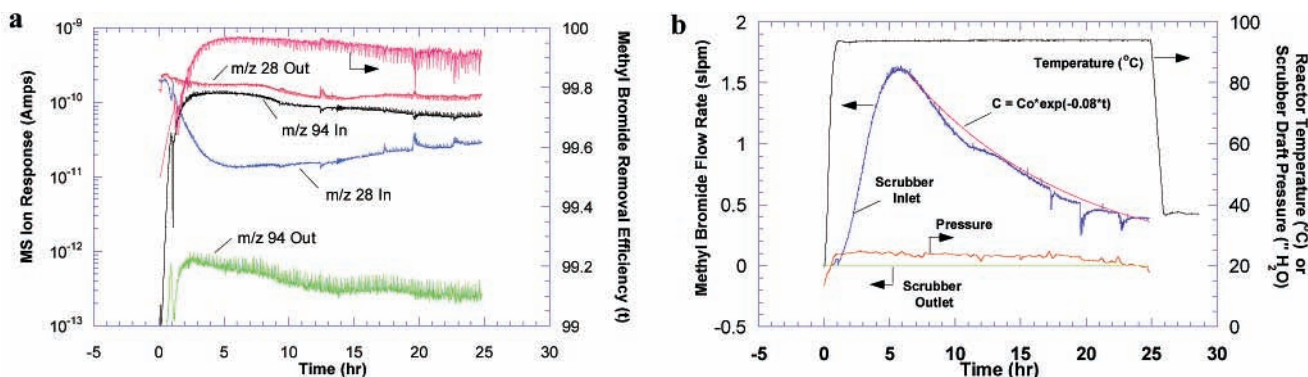 a
MS Ion Response (Amps)
10⁻⁹
10⁻¹⁰
10⁻¹¹
10⁻¹²
10⁻¹³
m/z 28 Out
m/z 94 In
m/z 28 In
m/z 94 Out
100
99.8
99.6
99.4
99.2
99
Methyl Bromide Removal Efficiency (t)
-5 0 5 10 15 20 25 30
Time (hr)
b
Methyl Bromide Flow Rate (slpm)
2
1.5
1
0.5
0
-0.5
Temperature (°C)
C = Co*exp(-0.08*t)
Scrubber
Inlet
Pressure
Scrubber
Outlet
100
80
60
40
20
0
Reactor Temperature (°C) or
Scrubber Draft Pressure (" H₂O)
-5 0 5 10 15 20 25 30
Time (hr)